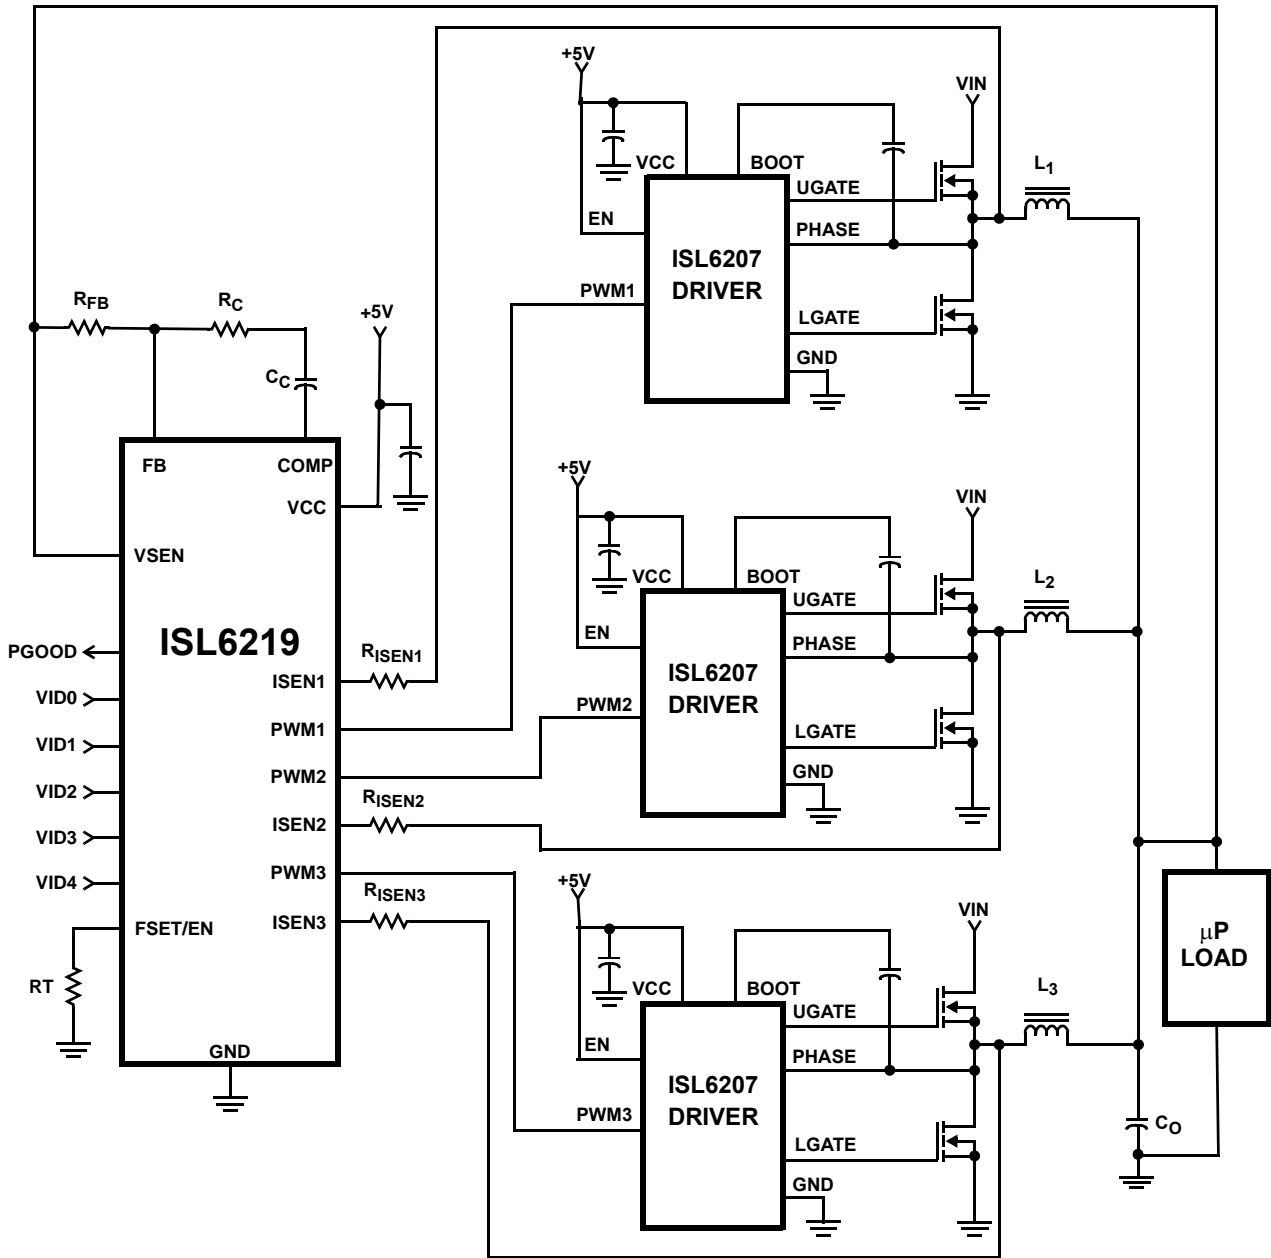 +5V
VIN
VCC
BOOT
L1
UGATE
EN
PHASE
ISL6207
DRIVER
PWM1
LGATE
GND
RFB
RC
+5V
CC
FB
COMP
VCC
VSEN
ISL6219
PGOOD
VID0
VID1
VID2
VID3
VID4
FSET/EN
RT
GND
ISEN1
PWM1
PWM2
ISEN2
PWM3
ISEN3
RISEN1
RISEN2
RISEN3
+5V
VIN
VCC
BOOT
L2
UGATE
EN
PHASE
ISL6207
DRIVER
PWM2
LGATE
GND
+5V
VIN
VCC
BOOT
L3
UGATE
EN
PHASE
ISL6207
DRIVER
PWM3
LGATE
GND
µP
LOAD
CO